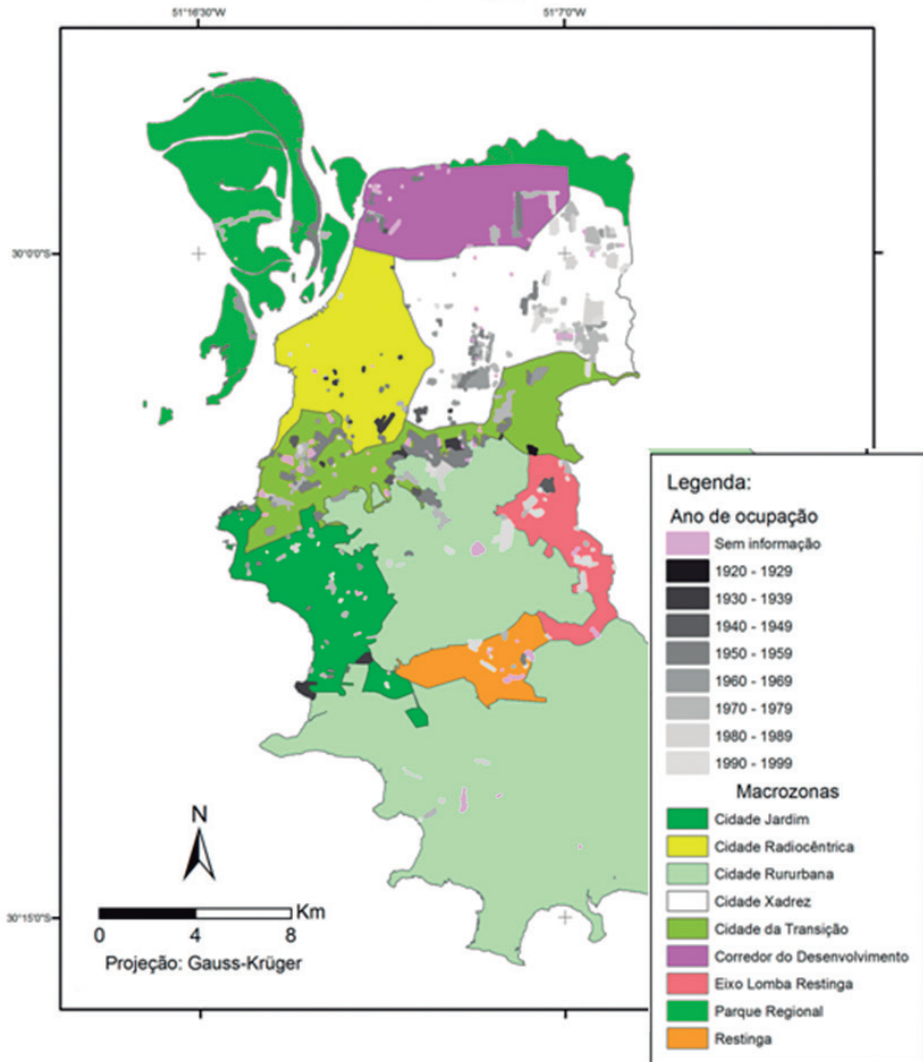 51°16'30"W
51°7'0"W
30°0'0"S
Legenda:
Ano de ocupação
Sem informação
1920 - 1929
1930 - 1939
1940 - 1949
1950 - 1959
1960 - 1969
1970 - 1979
1980 - 1989
1990 - 1999
Macrozonas
Cidade Jardim
Cidade Radiocêntrica
Cidade Rururbana
Cidade Xadrez
Cidade da Transição
Corredor do Desenvolvimento
Eixo Lomba Restinga
Parque Regional
Restinga
N
Km
0 4 8
Projeção: Gauss-Krüger
30°15'0"S